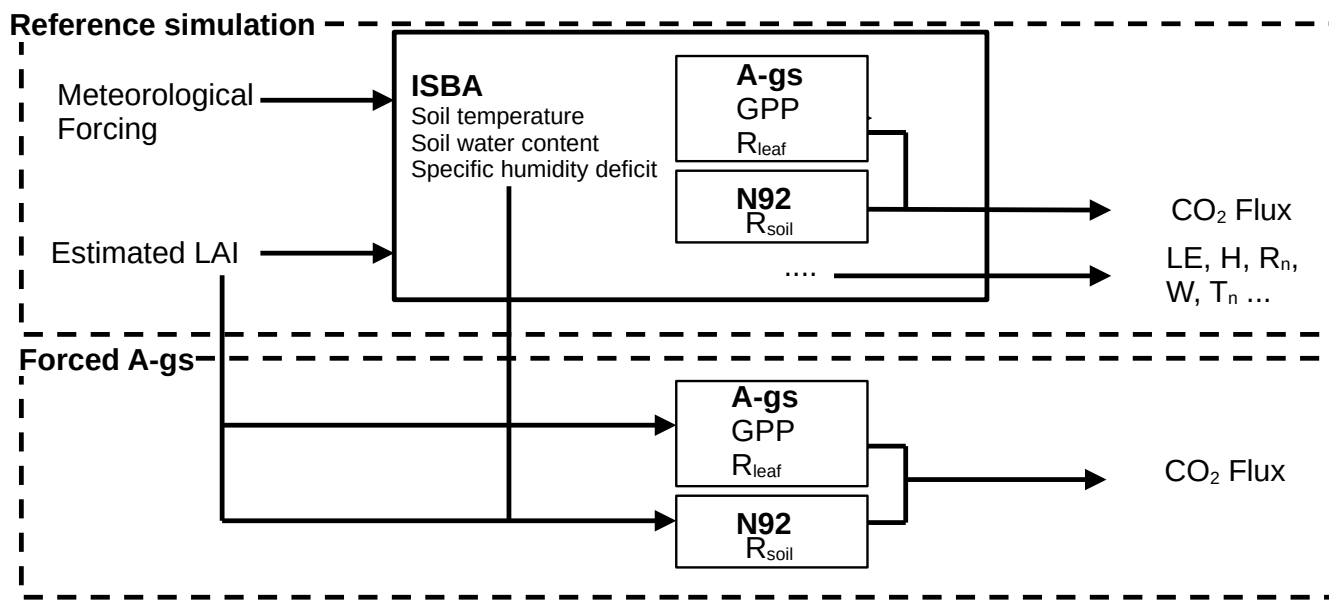 Reference simulation
Meteorological
Forcing
Estimated LAI
ISBA
Soil temperature
Soil water content
Specific humidity deficit
A-gs
GPP
Rleaf
N92
Rsoil
....
CO2 Flux
LE, H, Rn,
W, Tn ...
Forced A-gs
A-gs
GPP
Rleaf
N92
Rsoil
CO2 Flux